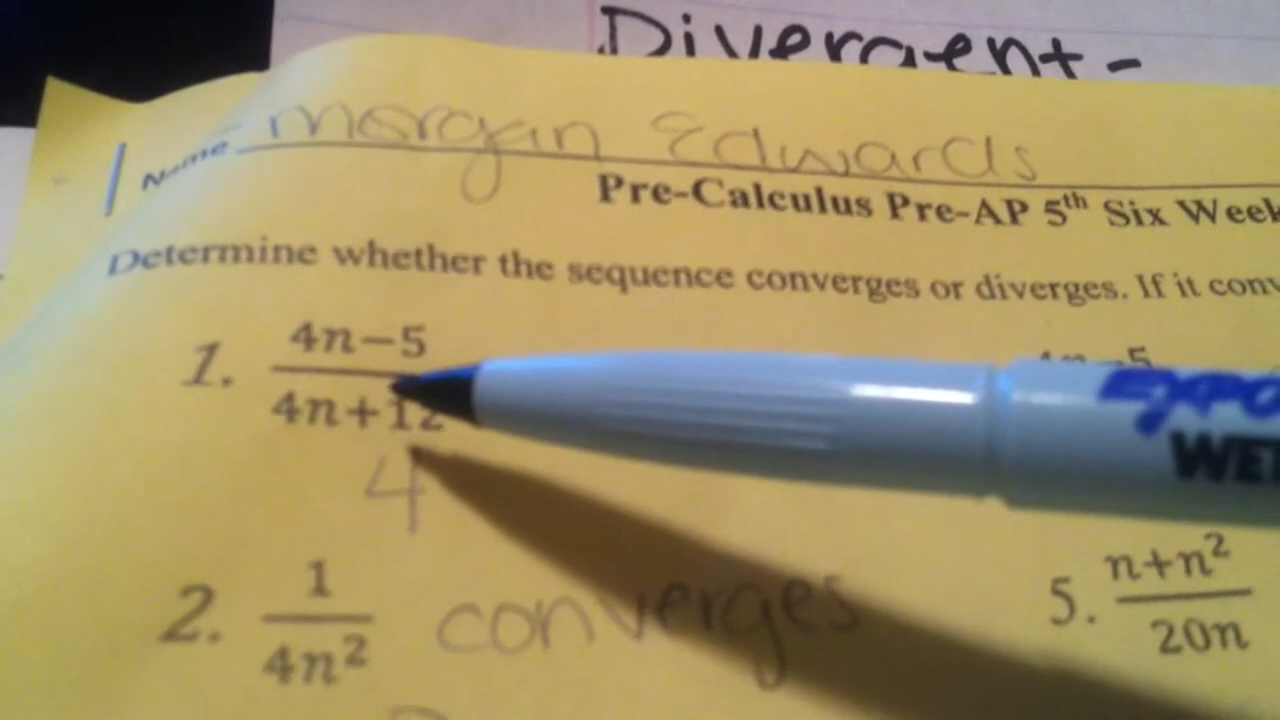 Divergent-
Name Morgan Edwards
Pre-Calculus Pre-AP 5th Six Week
Determine whether the sequence converges or diverges. If it conv
1. 4n-5
4n+12
4
-5
2. 1
4n²
converges
5. n+n²
20n